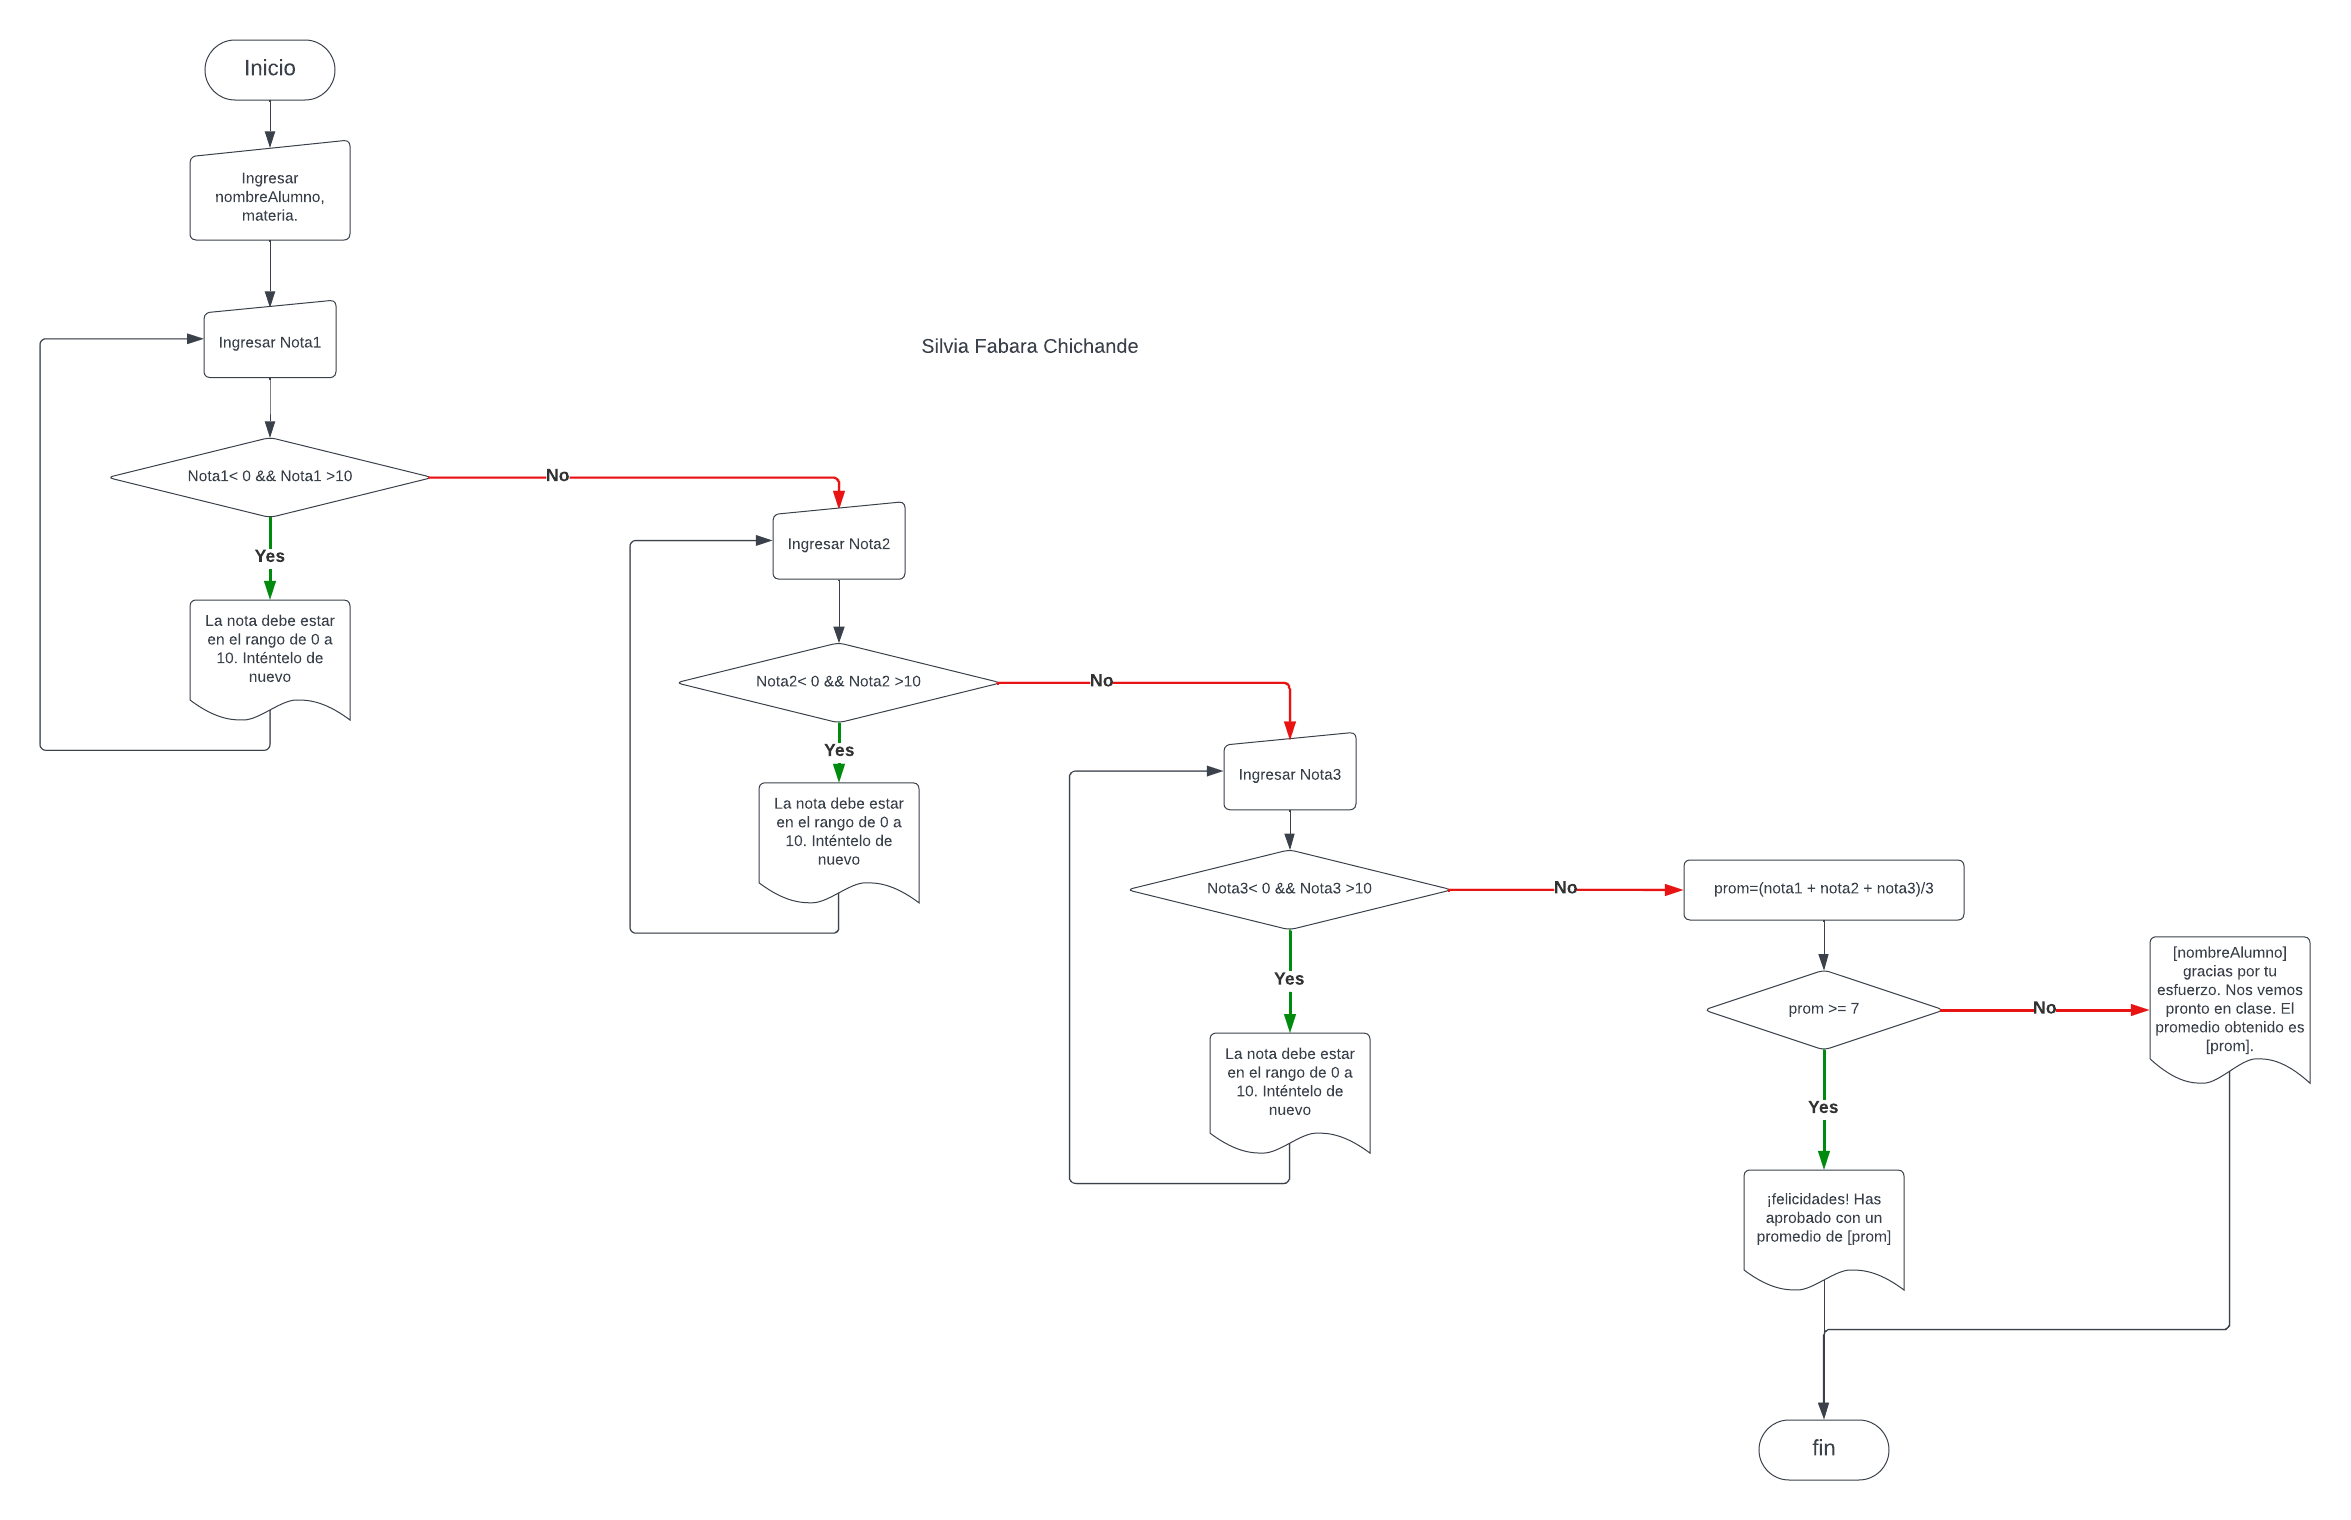 Inicio
Ingresar
nombreAlumno,
materia.
Ingresar Nota1
Silvia Fabara Chichande
Nota1< 0 && Nota1 >10
No
Yes
La nota debe estar
en el rango de 0 a
10. Inténtelo de
nuevo
Ingresar Nota2
Nota2< 0 && Nota2 >10
No
Yes
La nota debe estar
en el rango de 0 a
10. Inténtelo de
nuevo
Ingresar Nota3
Nota3< 0 && Nota3 >10
No
Yes
La nota debe estar
en el rango de 0 a
10. Inténtelo de
nuevo
prom=(nota1 + nota2 + nota3)/3
prom >= 7
No
[nombreAlumno]
gracias por tu
esfuerzo. Nos vemos
pronto en clase. El
promedio obtenido es
[prom].
Yes
¡felicidades! Has
aprobado con un
promedio de [prom]
fin